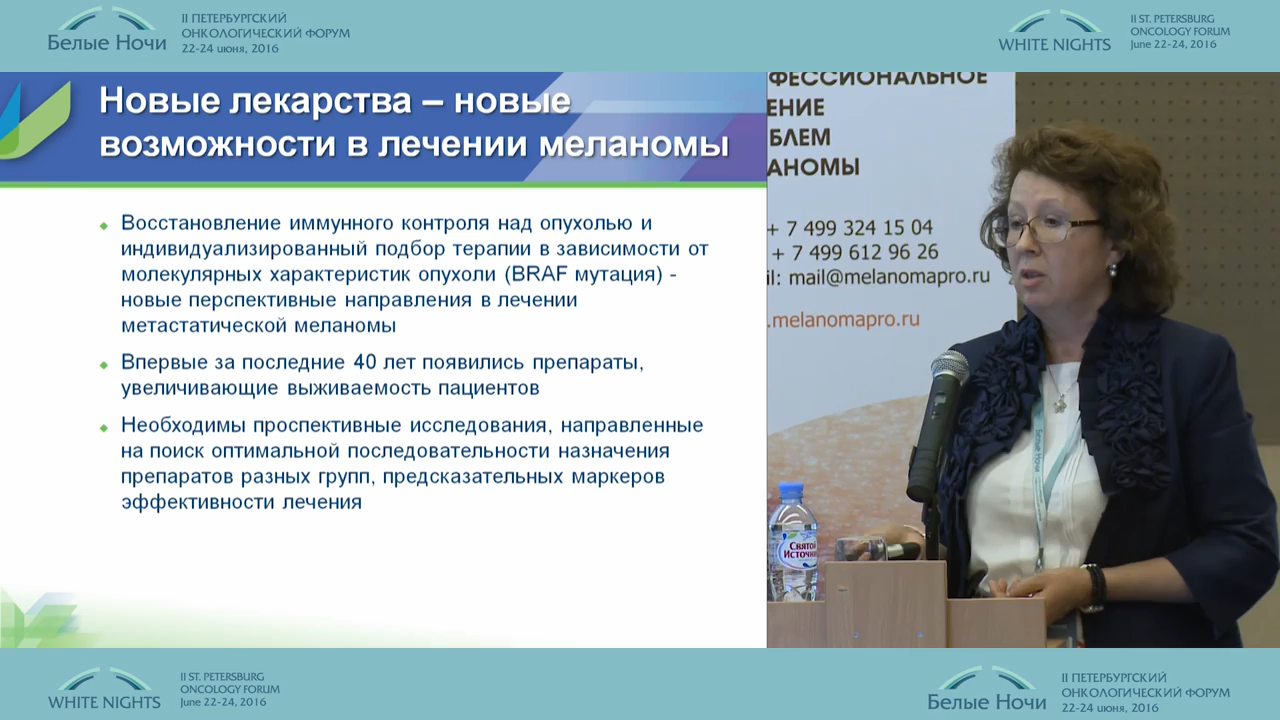 Белые Ночи
II ПЕТЕРБУРГСКИЙ
ОНКОЛОГИЧЕСКИЙ ФОРУМ
22-24 июня, 2016
WHITE NIGHTS
II ST. PETERSBURG
ONCOLOGY FORUM
June 22-24, 2016
Новые лекарства – новые
возможности в лечении меланомы
Восстановление иммунного контроля над опухолью и
индивидуализированный подбор терапии в зависимости от
молекулярных характеристик опухоли (BRAF мутация) -
новые перспективные направления в лечении
метастатической меланомы
Впервые за последние 40 лет появились препараты,
увеличивающие выживаемость пациентов
Необходимы проспективные исследования, направленные
на поиск оптимальной последовательности назначения
препаратов разных групп, предсказательных маркеров
эффективности лечения
ФЕССИОНАЛЬНОЕ
ЕНИЕ
БЛЕМ
АНОМЫ
+ 7 499 324 15 04
+ 7 499 612 96 26
il: mail@melanomapro.ru
.melanomapro.ru
Белые Ночи
Святой
Источник
WHITE NIGHTS
II ST. PETERSBURG
ONCOLOGY FORUM
June 22-24, 2016
Белые Ночи
II ПЕТЕРБУРГСКИЙ
ОНКОЛОГИЧЕСКИЙ ФОРУМ
22-24 июня, 2016